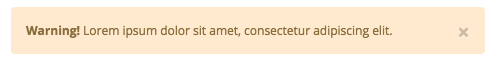 Warning! Lorem ipsum dolor sit amet, consectetur adipiscing elit. ×